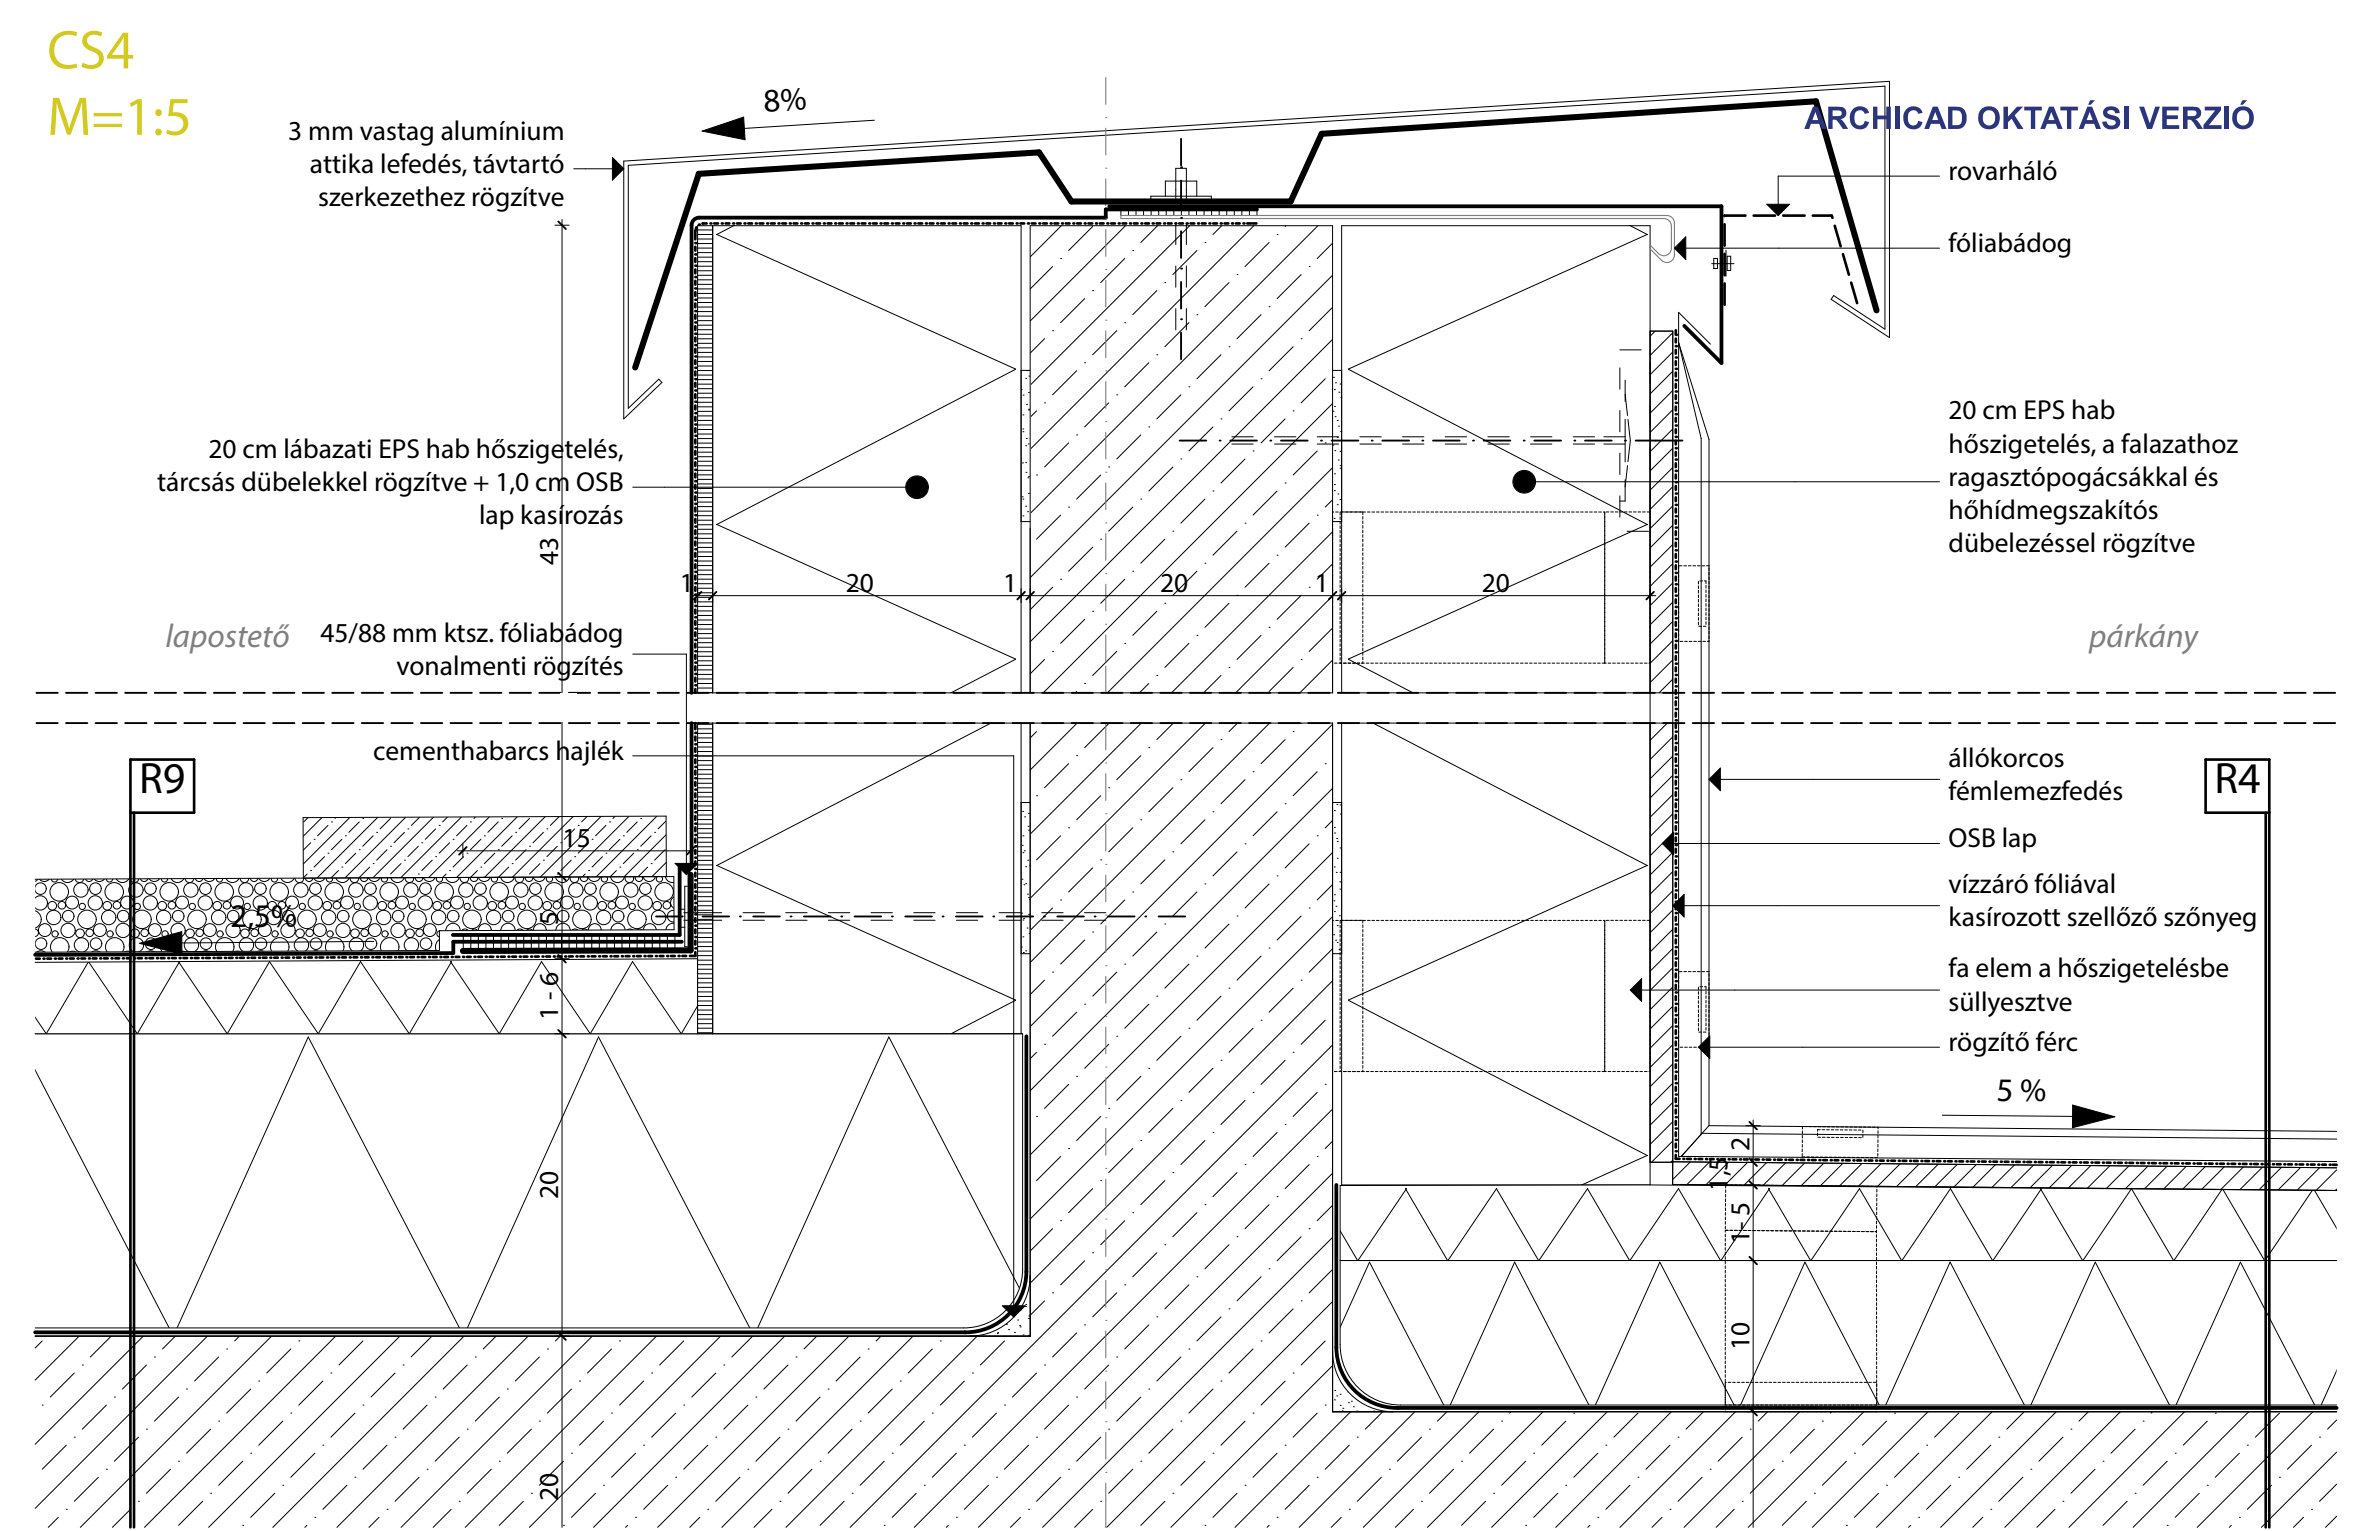 CS4
M=1:5
8%
3 mm vastag alumínium
attika lefedés, távtartó
szerkezethez rögzítve
ARCHICAD OKTATÁSI VERZIÓ
rovarháló
fóliabádog
20 cm lábazati EPS hab hőszigetelés,
tárcsás dübelekkel rögzítve + 1,0 cm OSB
lap kasírozás
20 cm EPS hab
hőszigetelés, a falazathoz
ragasztópogácsákkal és
hőhídmegszakítós
dübelezéssel rögzítve
43
1
20
1
20
1
20
lapostető
45/88 mm ktsz. fóliabádog
vonalmenti rögzítés
párkány
cementhabarcs hajlék
R9
állókorcos
fémlemezfedés
R4
15
OSB lap
vízzáró fóliával
kasírozott szellőző szőnyeg
2,5%
5
1 - 6
fa elem a hőszigetelésbe
süllyesztve
rögzítő férc
5 %
2
1,5
20
1- 5
10
20